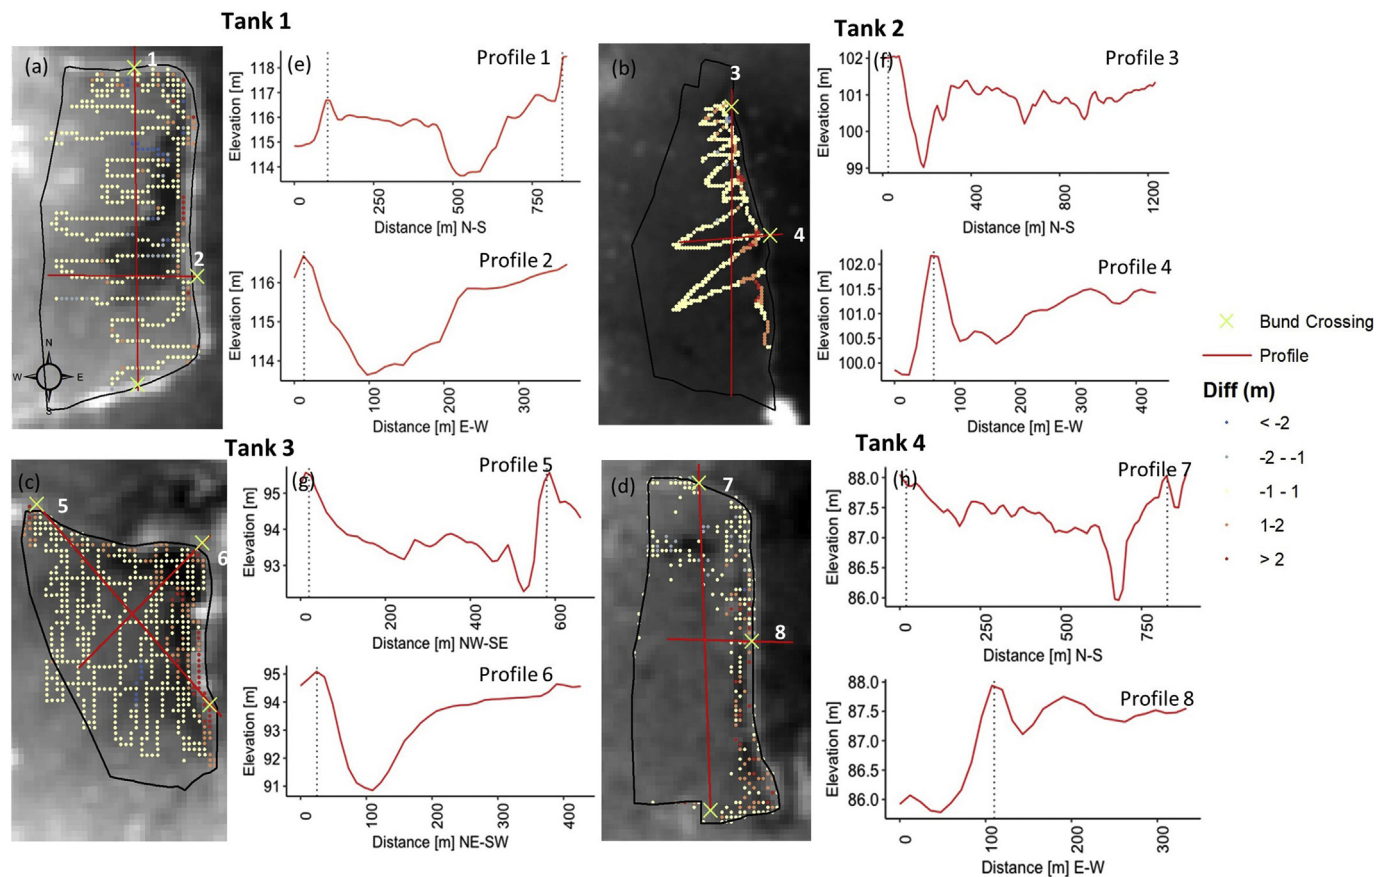 Tank 1
(a)
1
2
N
W
E
S
(e)
Profile 1
Elevation [m]
118
117
116
115
114
0
250
500
750
Distance [m] N-S
Profile 2
Elevation [m]
116
115
114
0
100
200
300
Distance [m] E-W
Tank 2
(b)
3
4
(f)
Profile 3
Elevation [m]
102
101
100
99
0
400
800
1200
Distance [m] N-S
Profile 4
Elevation [m]
102.0
101.5
101.0
100.5
100.0
0
100
200
300
400
Distance [m] E-W
Bund Crossing
Profile
Diff (m)
< -2
-2 - -1
-1 - 1
1-2
> 2
Tank 3
(c)
5
6
(g)
Profile 5
Elevation [m]
95
94
93
0
200
400
600
Distance [m] NW-SE
Profile 6
Elevation [m]
95
94
93
92
91
0
100
200
300
400
Distance [m] NE-SW
Tank 4
(d)
7
8
(h)
Profile 7
Elevation [m]
88.0
87.5
87.0
86.5
86.0
0
250
500
750
Distance [m] N-S
Profile 8
Elevation [m]
88.0
87.5
87.0
86.5
86.0
0
100
200
300
Distance [m] E-W